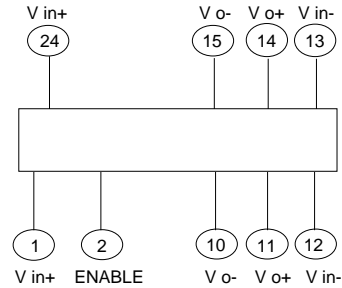 V in+ V o- V o+ V in-
24 15 14 13
1 2 10 11 12
V in+ ENABLE V o- V o+ V in-